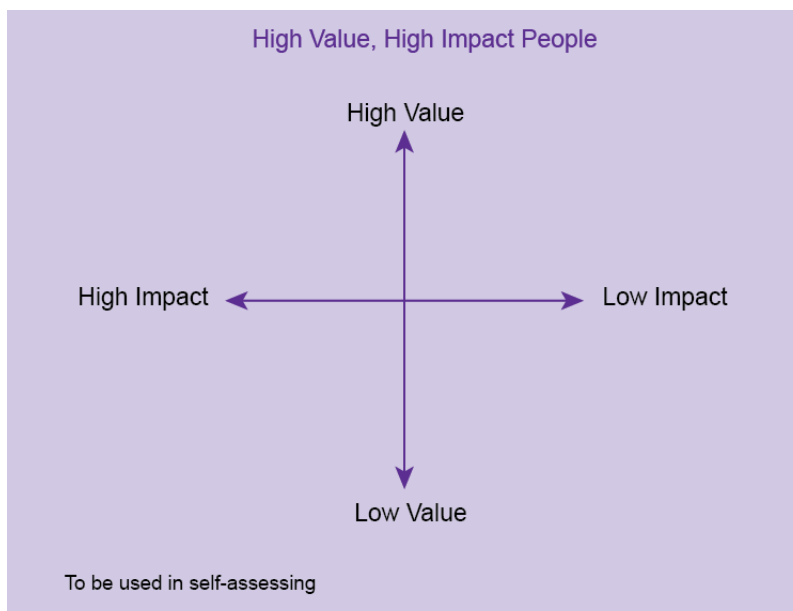 High Value, High Impact People
High Value
High Impact
Low Impact
Low Value
To be used in self-assessing